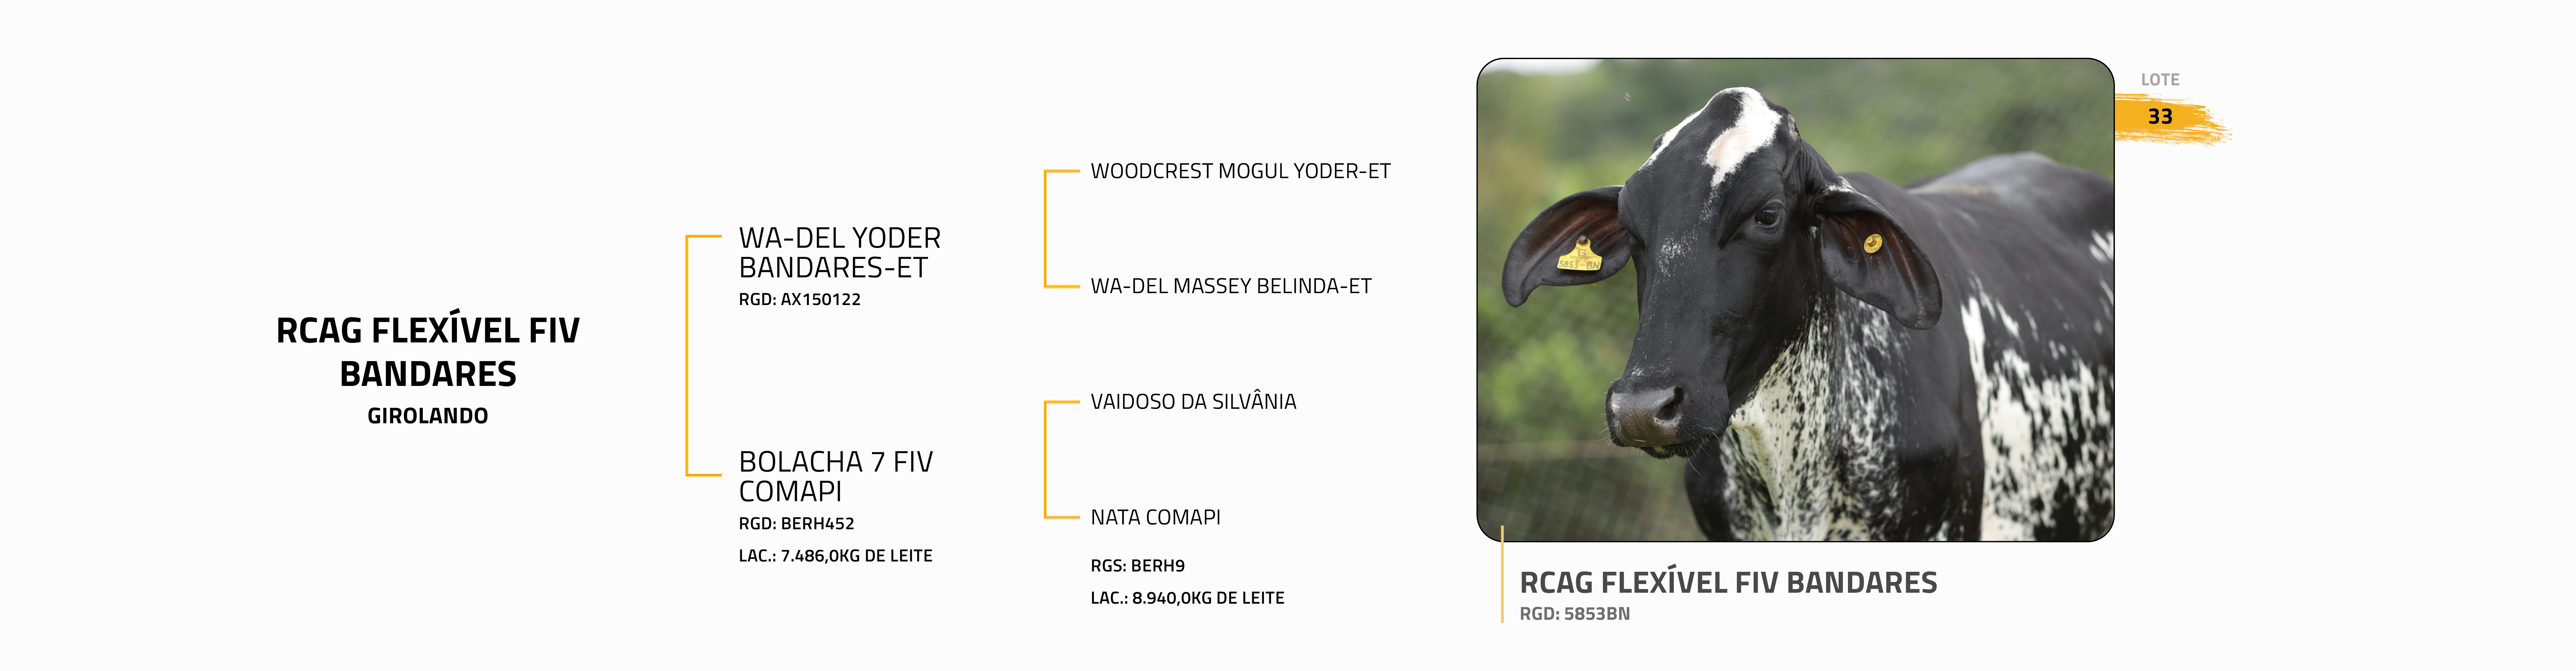 RCAG FLEXÍVEL FIV
BANDARES
GIROLANDO
WA-DEL YODER
BANDARES-ET
RGD: AX150122
BOLACHA 7 FIV
COMAPI
RGD: BERH452
LAC.: 7.486,0KG DE LEITE
WOODCREST MOGUL YODER-ET
WA-DEL MASSEY BELINDA-ET
VAIDOSO DA SILVÂNIA
NATA COMAPI
RGS: BERH9
LAC.: 8.940,0KG DE LEITE
LOTE
33
5853-BN
RCAG FLEXÍVEL FIV BANDARES
RGD: 5853BN